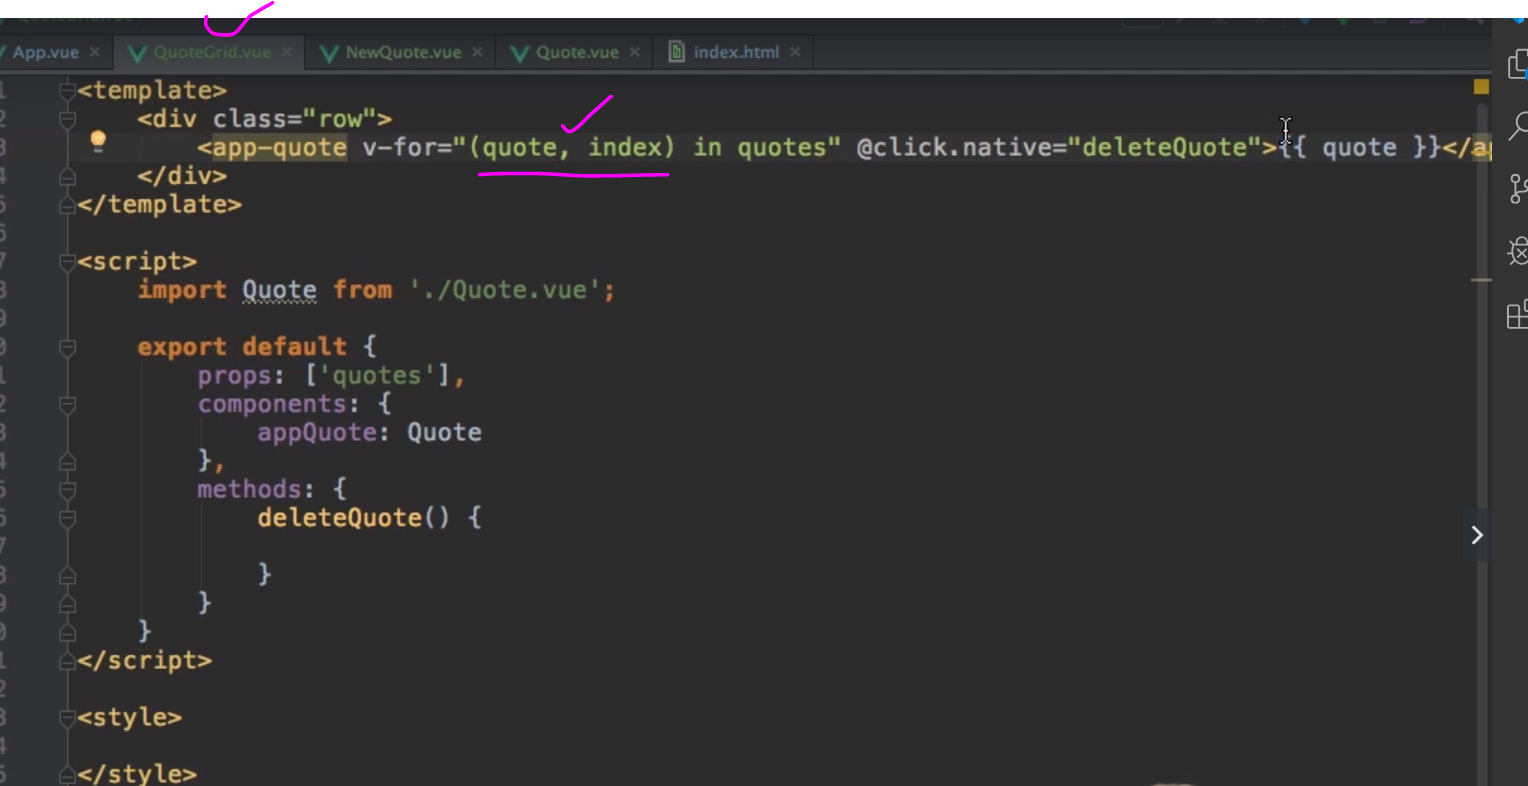 App.vue × QuoteGrid.vue × NewQuote.vue × Quote.vue × index.html ×
<template>
<div class="row">
<app-quote v-for="(quote, index) in quotes" @click.native="deleteQuote">{{ quote }}</a
</div>
</template>
<script>
import Quote from './Quote.vue';
export default {
props: ['quotes'],
components: {
appQuote: Quote
},
methods: {
deleteQuote() {
}
}
}
</script>
<style>
</style>